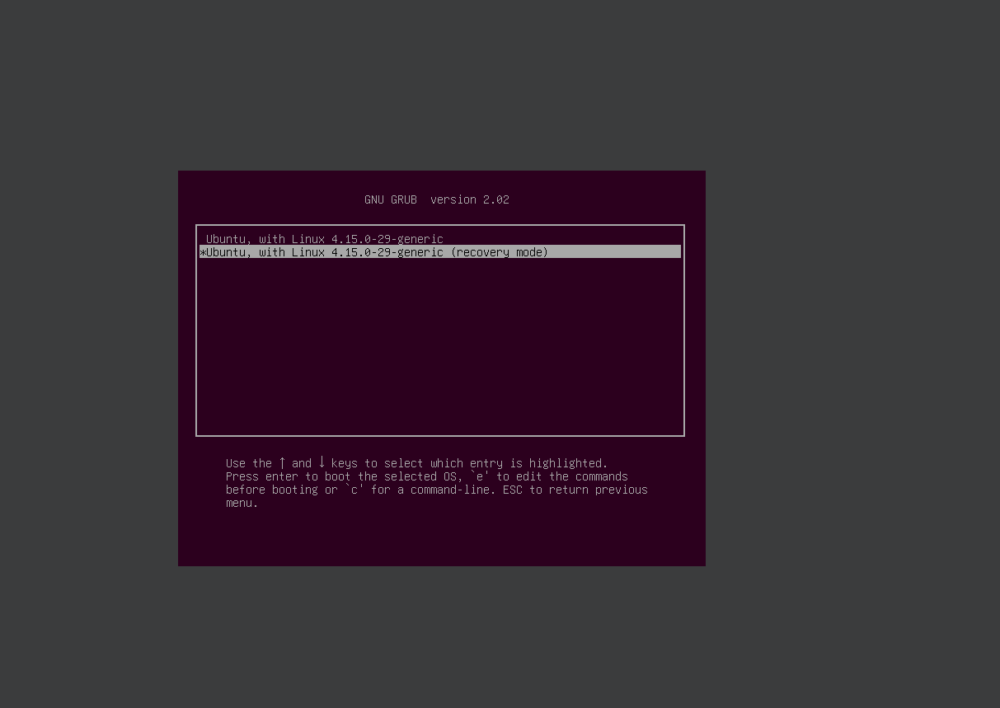 GNU GRUB  version 2.02
Ubuntu, with Linux 4.15.0-29-generic
*Ubuntu, with Linux 4.15.0-29-generic (recovery mode)
Use the ↑ and ↓ keys to select which entry is highlighted.
Press enter to boot the selected OS, `e' to edit the commands
before booting or `c' for a command-line. ESC to return previous
menu.